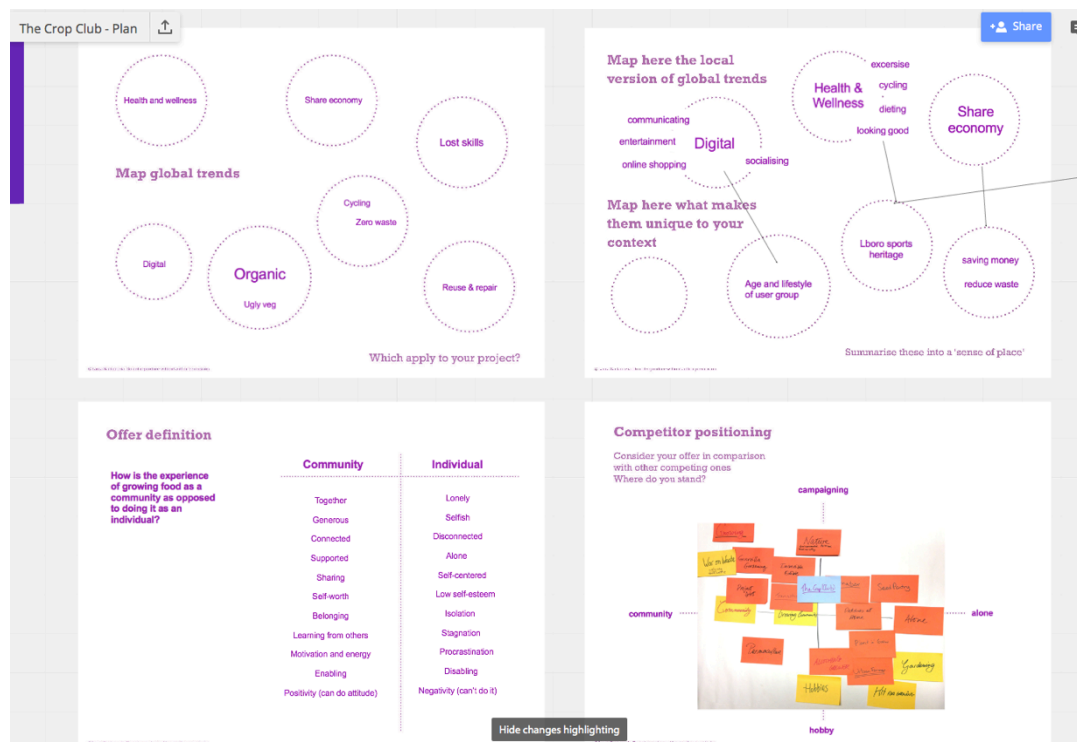 The Crop Club - Plan
Share
Health and wellness
Share economy
Lost skills
Map global trends
Cycling
Zero waste
Digital
Organic
Ugly veg
Reuse & repair
Which apply to your project?
Map here the local
version of global trends
Health &
Wellness
excersise
cycling
dieting
looking good
Share
economy
communicating
entertainment
online shopping
Digital
socialising
Map here what makes
them unique to your
context
Age and lifestyle
of user group
Lboro sports
heritage
saving money
reduce waste
Summarise these into a 'sense of place'
Offer definition
How is the experience
of growing food as a
community as opposed
to doing it as an
individual?
Community
Individual
Together
Lonely
Generous
Selfish
Connected
Disconnected
Supported
Alone
Sharing
Self-centered
Self-worth
Low self-esteem
Belonging
Isolation
Learning from others
Stagnation
Motivation and energy
Procrastination
Enabling
Disabling
Positivity (can do attitude)
Negativity (can't do it)
Competitor positioning
Consider your offer in comparison
with other competing ones
Where do you stand?
campaigning
community
alone
War on Waste
Community
Alone
Gardening
Hobbies
hobby
Hide changes highlighting